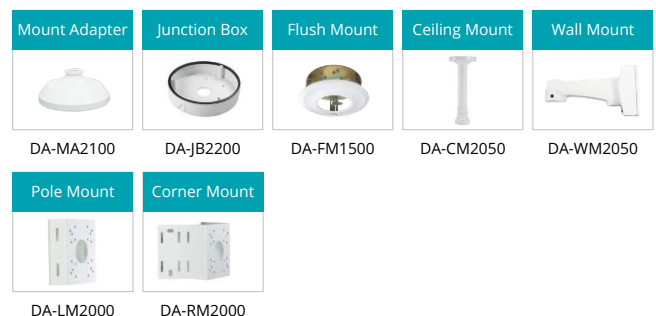 Mount Adapter
Junction Box
Flush Mount
Ceiling Mount
Wall Mount
DA-MA2100
DA-JB2200
DA-FM1500
DA-CM2050
DA-WM2050
Pole Mount
Corner Mount
DA-LM2000
DA-RM2000